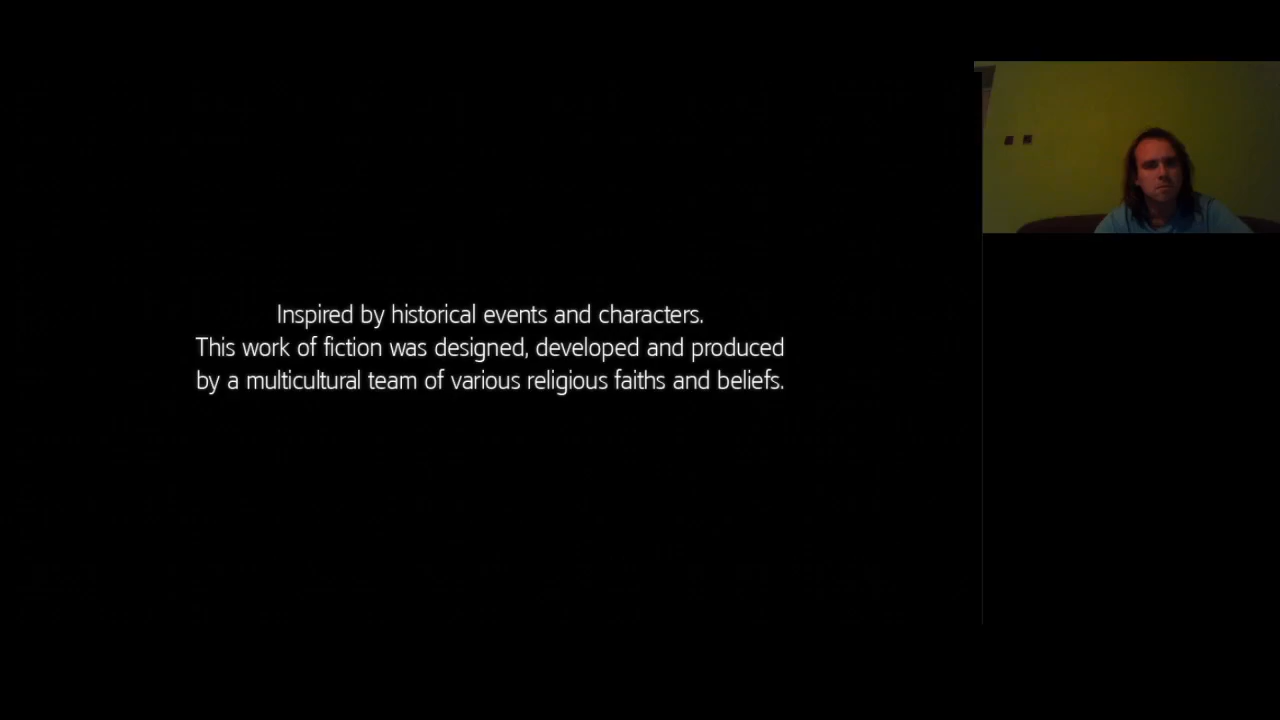 Inspired by historical events and characters.
This work of fiction was designed, developed and produced
by a multicultural team of various religious faiths and beliefs.